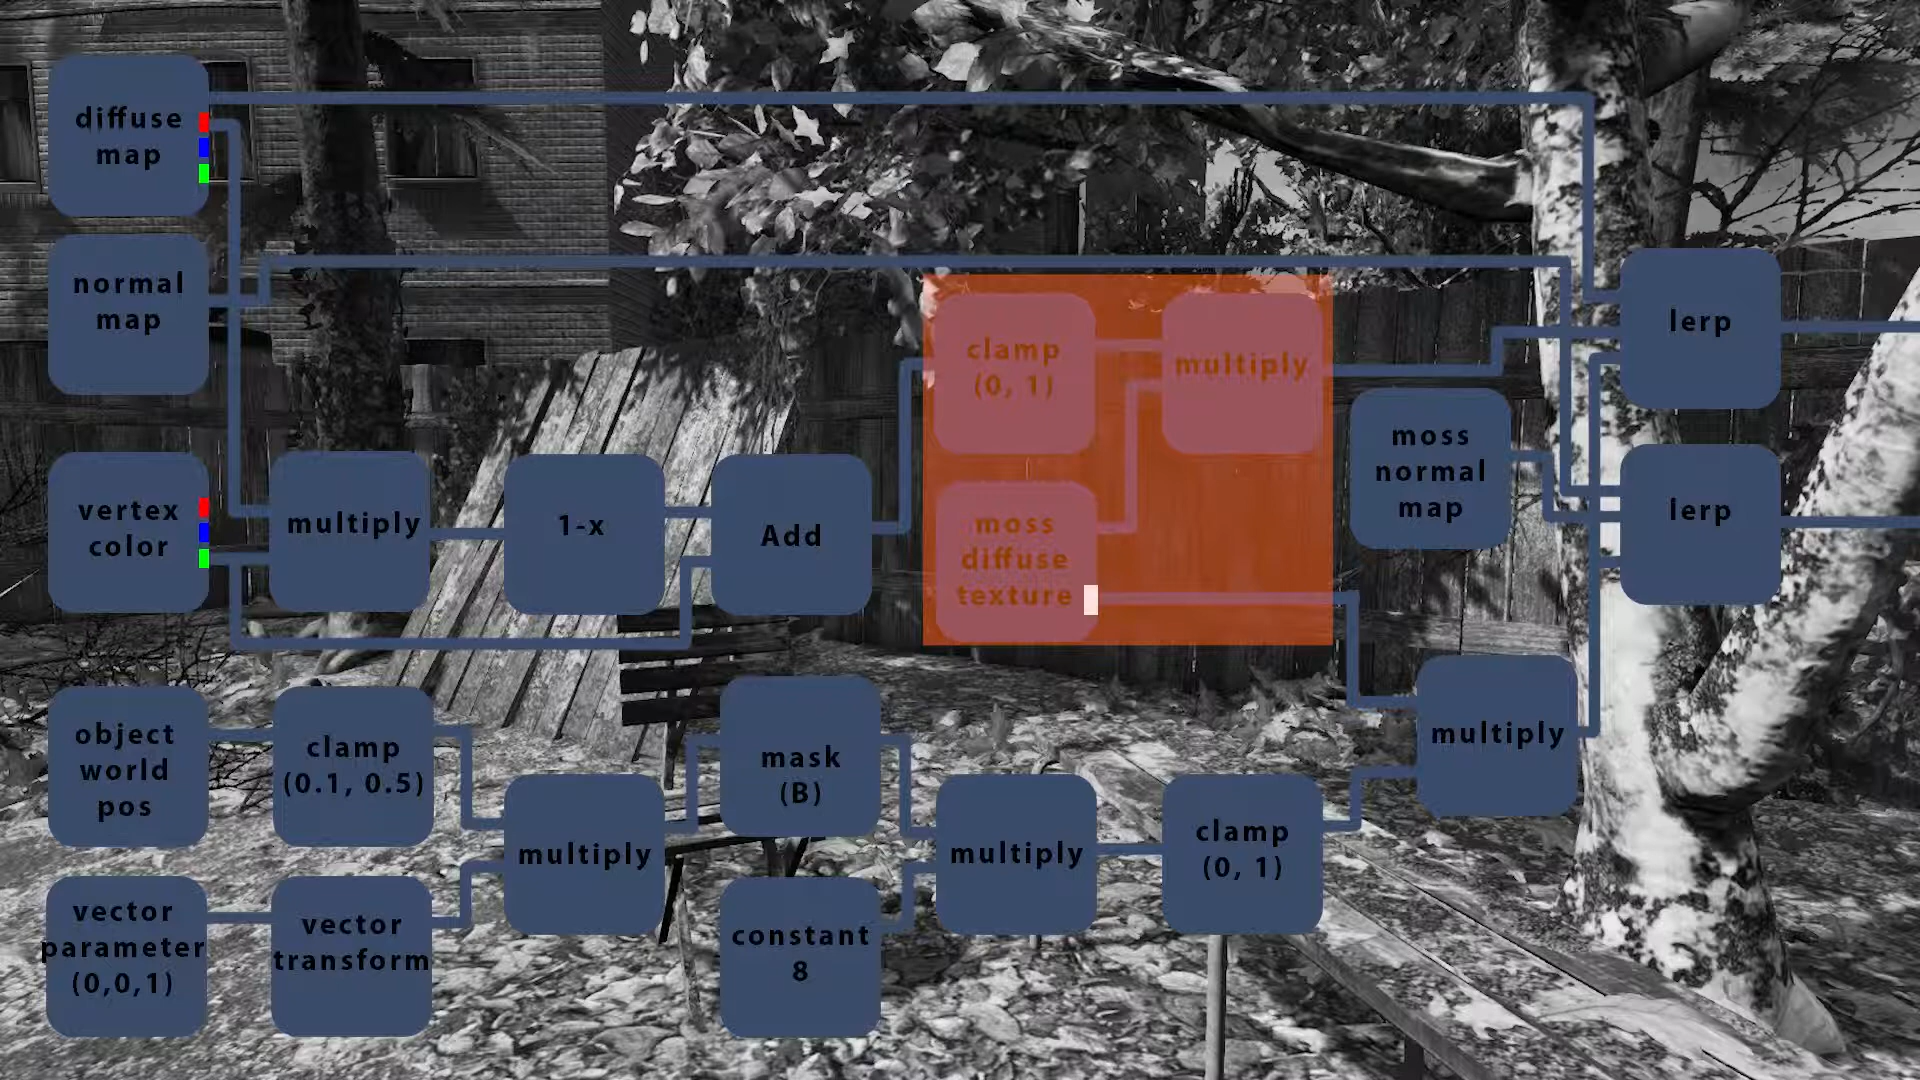 diffuse
map
normal
map
clamp
(0, 1)
multiply
lerp
moss
normal
map
vertex
color
multiply
1-x
Add
moss
diffuse
texture
lerp
object
world
pos
clamp
(0.1, 0.5)
multiply
mask
(B)
multiply
clamp
(0, 1)
multiply
vector
parameter
(0,0,1)
vector
transform
constant
8